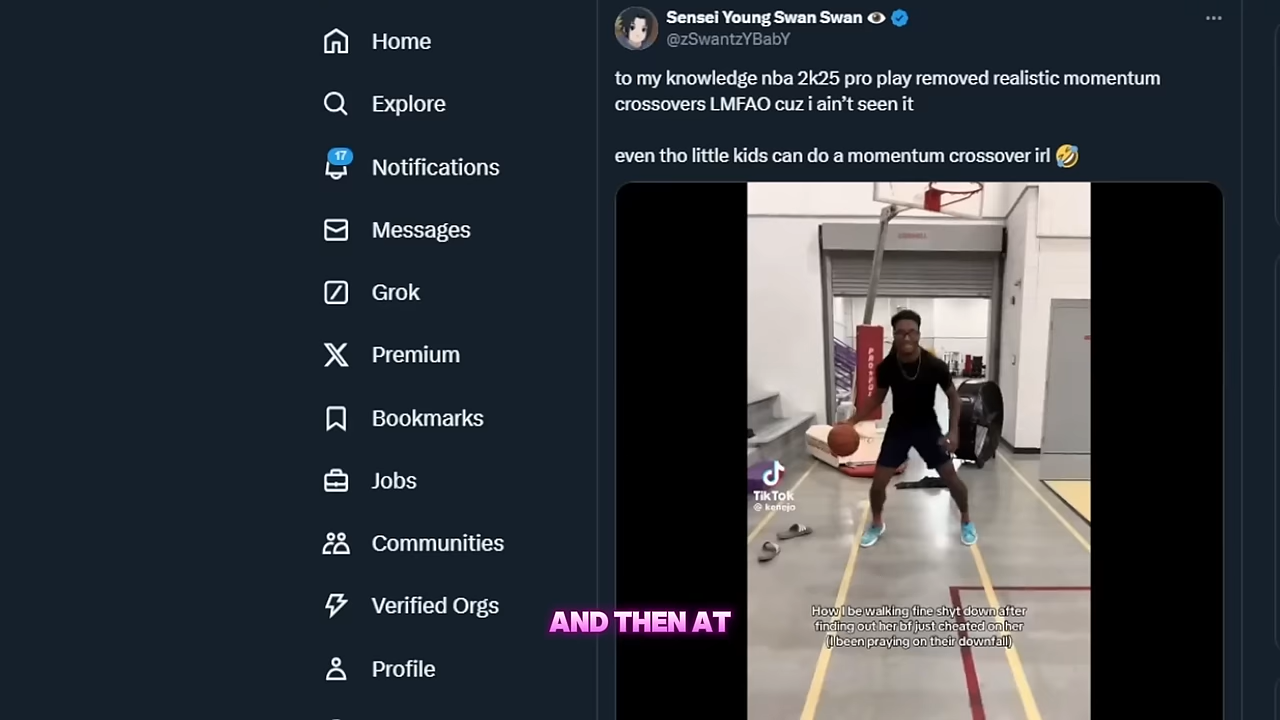 Home
Explore
17
Notifications
Messages
Grok
Premium
Bookmarks
Jobs
Communities
Verified Orgs
Profile
Sensei Young Swan Swan
@zSwantzYBabY
to my knowledge nba 2k25 pro play removed realistic momentum
crossovers LMFAO cuz i ain't seen it
even tho little kids can do a momentum crossover irl
TikTok
@ kenejo
How I be walking fine shyt down after
finding out her bf just cheated on her
(I been praying on their downfall)
AND THEN AT